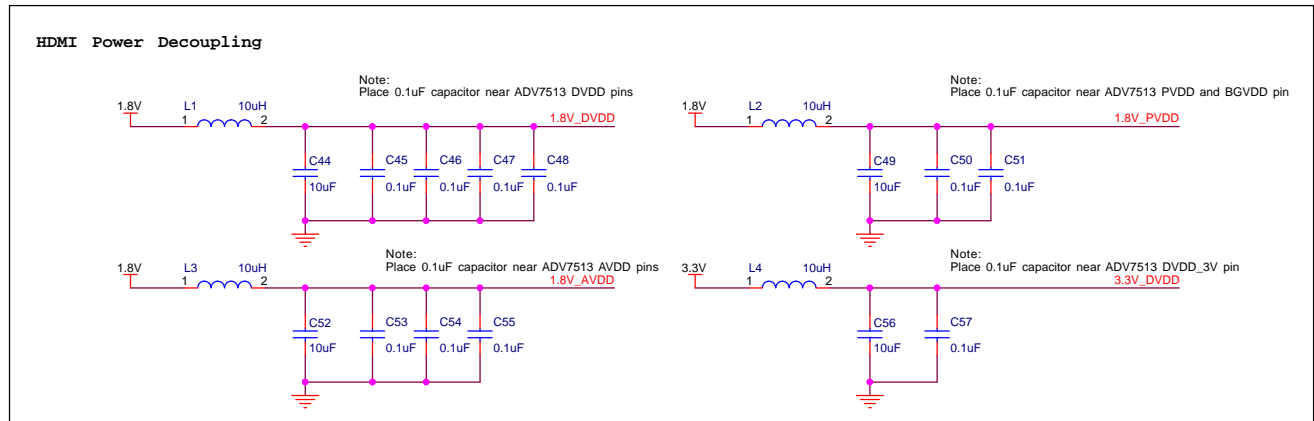 HDMI Power Decoupling
Note:
Place 0.1uF capacitor near ADV7513 DVDD pins
1.8V L1 10uH
1 2 1.8V_DVDD
C44 C45 C46 C47 C48
10uF 0.1uF 0.1uF 0.1uF 0.1uF
Note:
Place 0.1uF capacitor near ADV7513 PVDD and BGVDD pin
1.8V L2 10uH
1 2 1.8V_PVDD
C49 C50 C51
10uF 0.1uF 0.1uF
Note:
Place 0.1uF capacitor near ADV7513 AVDD pins
1.8V L3 10uH
1 2 1.8V_AVDD
C52 C53 C54 C55
10uF 0.1uF 0.1uF 0.1uF
Note:
Place 0.1uF capacitor near ADV7513 DVDD_3V pin
3.3V L4 10uH
1 2 3.3V_DVDD
C56 C57
10uF 0.1uF